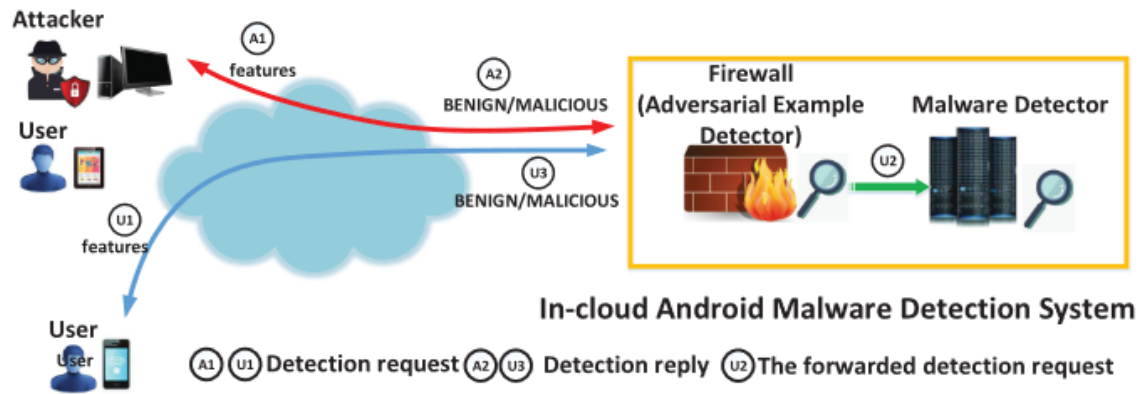 Attacker
A1
features
A2
BENIGN/MALICIOUS
User
U3
BENIGN/MALICIOUS
U1
features
User
User
Firewall
(Adversarial Example
Detector)
Malware Detector
U2
In-cloud Android Malware Detection System
A1 U1 Detection request A2 U3 Detection reply U2 The forwarded detection request